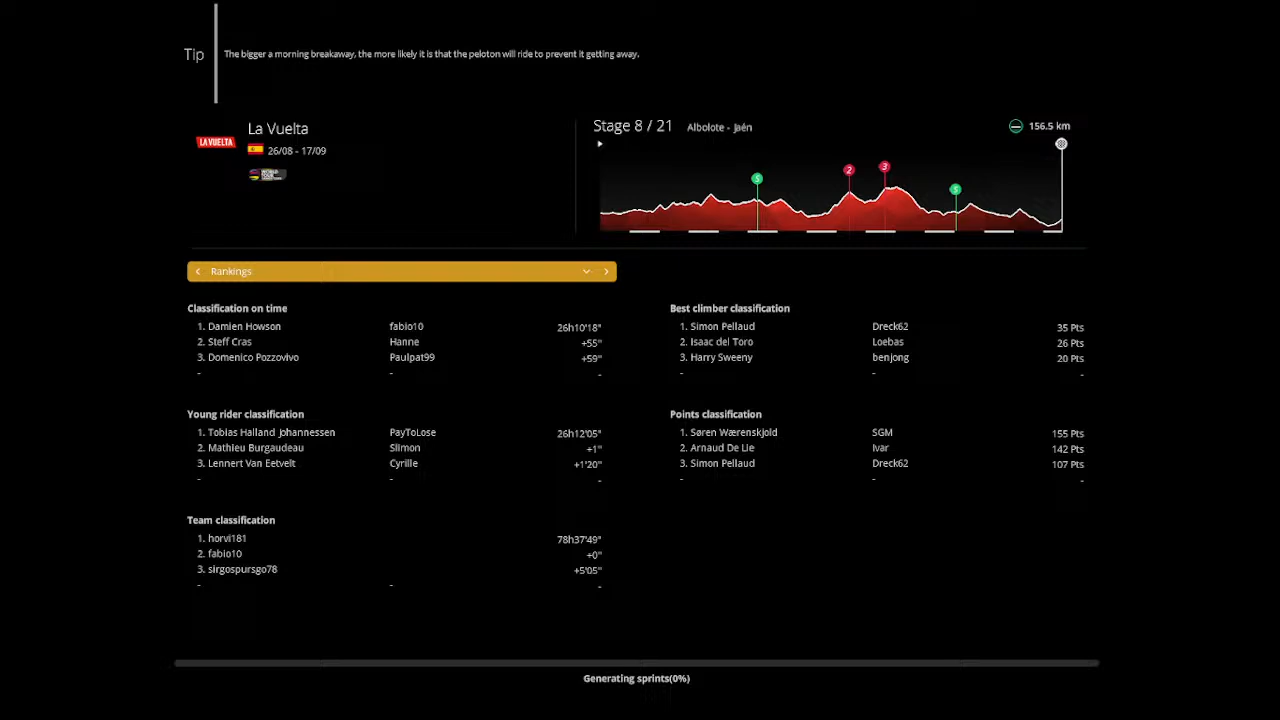 Tip
The bigger a morning breakaway, the more likely it is that the peloton will ride to prevent it getting away.
LA VUELTA
La Vuelta
26/08 - 17/09
Stage 8 / 21 Albolote - Jaén 156.5 km
S 2 3 S
Rankings
Classification on time
1. Damien Howson fabio10 26h10'18"
2. Steff Cras Hanne +55"
3. Domenico Pozzovivo Paulpat99 +59"
- - -
Best climber classification
1. Simon Pellaud Dreck62 35 Pts
2. Isaac del Toro Loebas 26 Pts
3. Harry Sweeny benjong 20 Pts
- - -
Young rider classification
1. Tobias Halland Johannessen PayToLose 26h12'05"
2. Mathieu Burgaudeau Slimon +1"
3. Lennert Van Eetvelt Cyrille +1'20"
- - -
Points classification
1. Søren Wærenskjold SGM 155 Pts
2. Arnaud De Lie Ivar 142 Pts
3. Simon Pellaud Dreck62 107 Pts
- - -
Team classification
1. horvi181 78h37'49"
2. fabio10 +0"
3. sirgospursgo78 +5'05"
- - -
Generating sprints(0%)